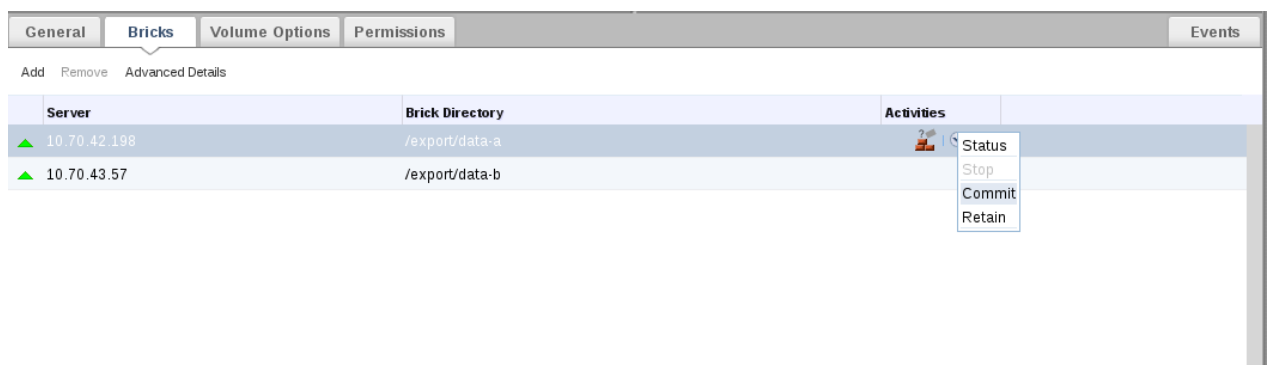 General Bricks Volume Options Permissions Events
Add Remove Advanced Details
Server Brick Directory Activities
10.70.42.198 /export/data-a
Status
Stop
10.70.43.57 /export/data-b
Commit
Retain